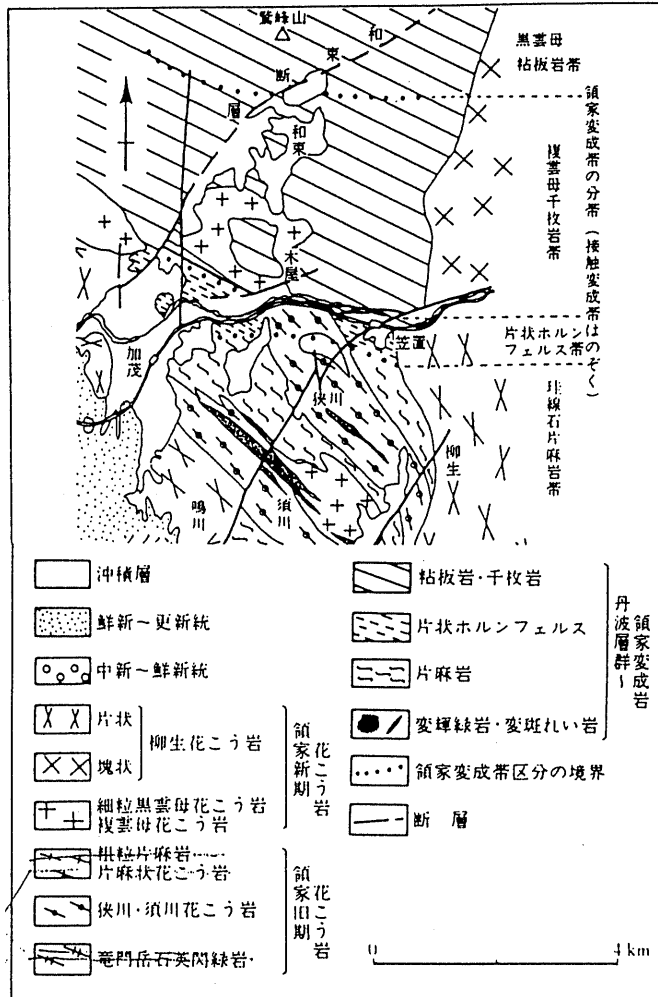 鷲峰山
和
東
断
層
和東
木屋
加茂
笠置
狭川
柳生
鳴川
須川
黒雲母
粘板岩帯
複雲母千枚岩帯
片状ホルン
フェルス帯
珪線石片麻岩帯
領家変成帯の分帯(接触変成帯はのぞく)
沖積層
鮮新〜更新統
中新〜鮮新統
片状
塊状
柳生花こう岩
細粒黒雲母花こう岩
複雲母花こう岩
領家新期花こう岩
粗粒片麻岩
片麻状花こう岩
狭川・須川花こう岩
竜門岳石英閃緑岩
領家旧期花こう岩
粘板岩・千枚岩
片状ホルンフェルス
片麻岩
変輝緑岩・変斑れい岩
丹波層群〜
領家変成岩
領家変成帯区分の境界
断層
0
4 km